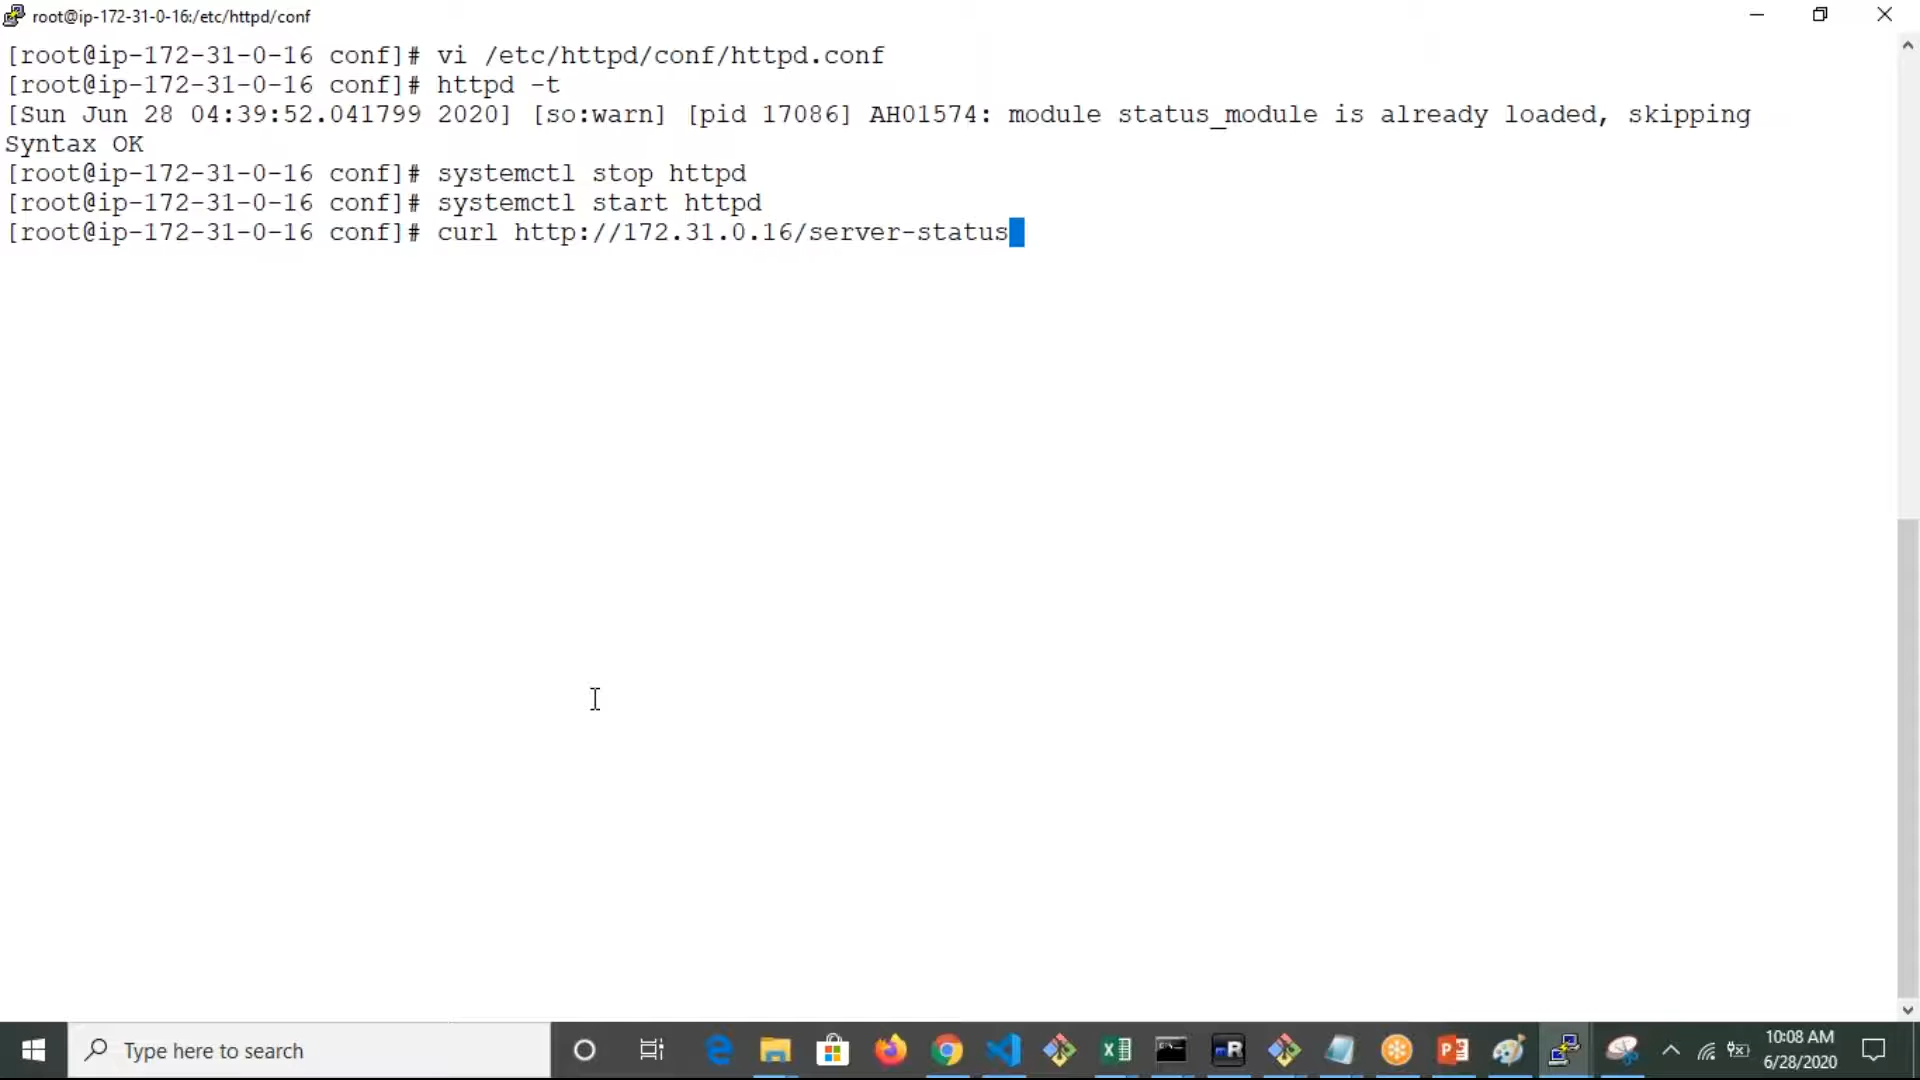 root@ip-172-31-0-16:/etc/httpd/conf
[root@ip-172-31-0-16 conf]# vi /etc/httpd/conf/httpd.conf
[root@ip-172-31-0-16 conf]# httpd -t
[Sun Jun 28 04:39:52.041799 2020] [so:warn] [pid 17086] AH01574: module status_module is already loaded, skipping
Syntax OK
[root@ip-172-31-0-16 conf]# systemctl stop httpd
[root@ip-172-31-0-16 conf]# systemctl start httpd
[root@ip-172-31-0-16 conf]# curl http://172.31.0.16/server-status
Type here to search
10:08 AM
6/28/2020